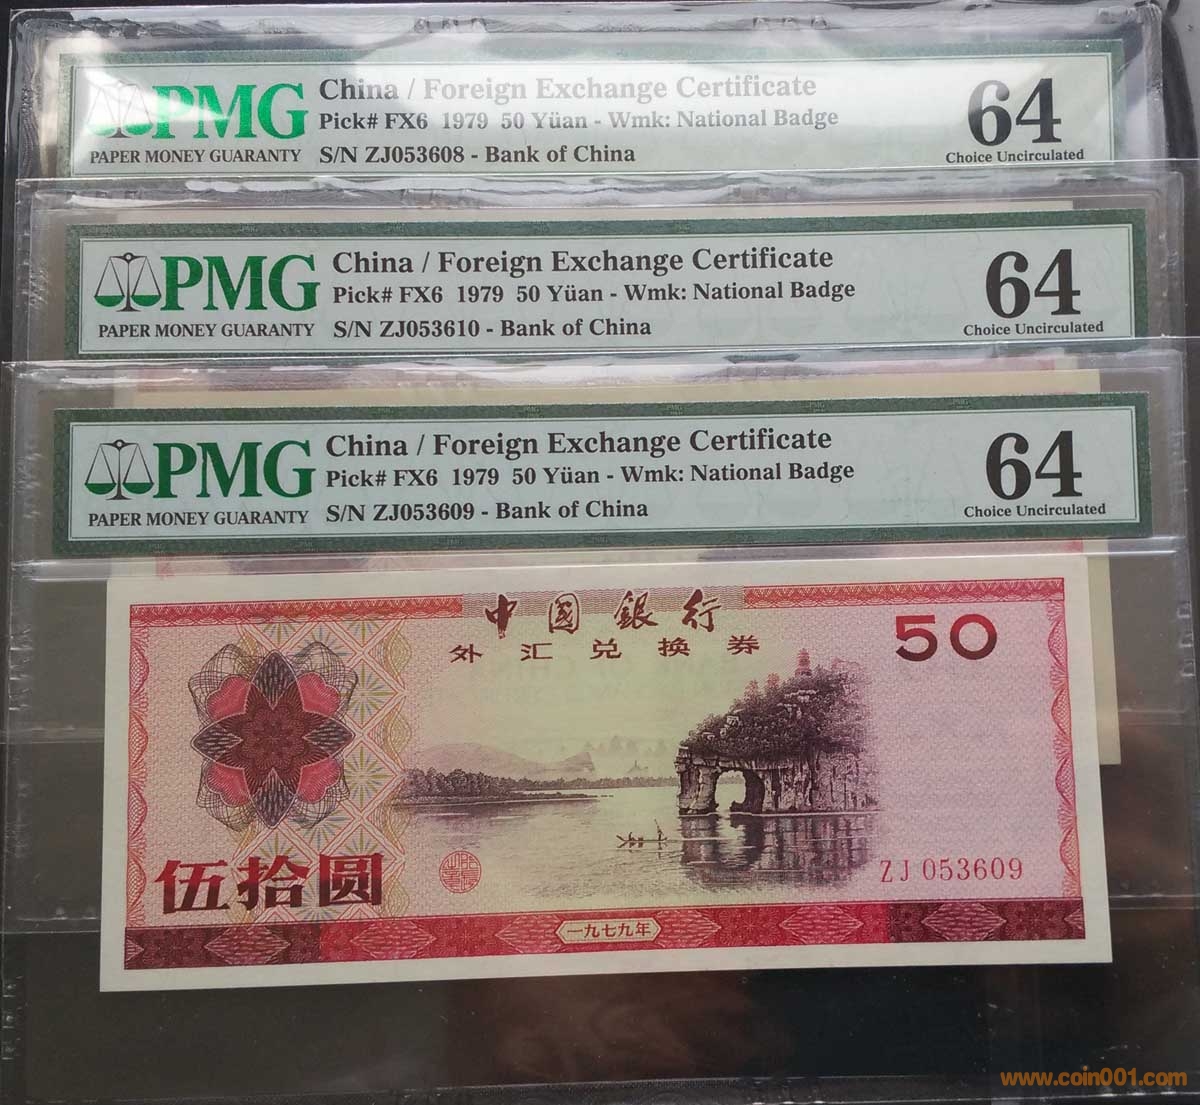 PMG
PAPER MONEY GUARANTY
China / Foreign Exchange Certificate
Pick# FX6 1979 50 Yüan - Wmk: National Badge
S/N ZJ053608 - Bank of China
64
Choice Uncirculated
PMG
PAPER MONEY GUARANTY
China / Foreign Exchange Certificate
Pick# FX6 1979 50 Yüan - Wmk: National Badge
S/N ZJ053610 - Bank of China
64
Choice Uncirculated
PMG
PAPER MONEY GUARANTY
China / Foreign Exchange Certificate
Pick# FX6 1979 50 Yüan - Wmk: National Badge
S/N ZJ053609 - Bank of China
64
Choice Uncirculated
中國銀行
外汇兑换券
50
伍拾圆
ZJ 053609
一九七九年
www.coin001.com